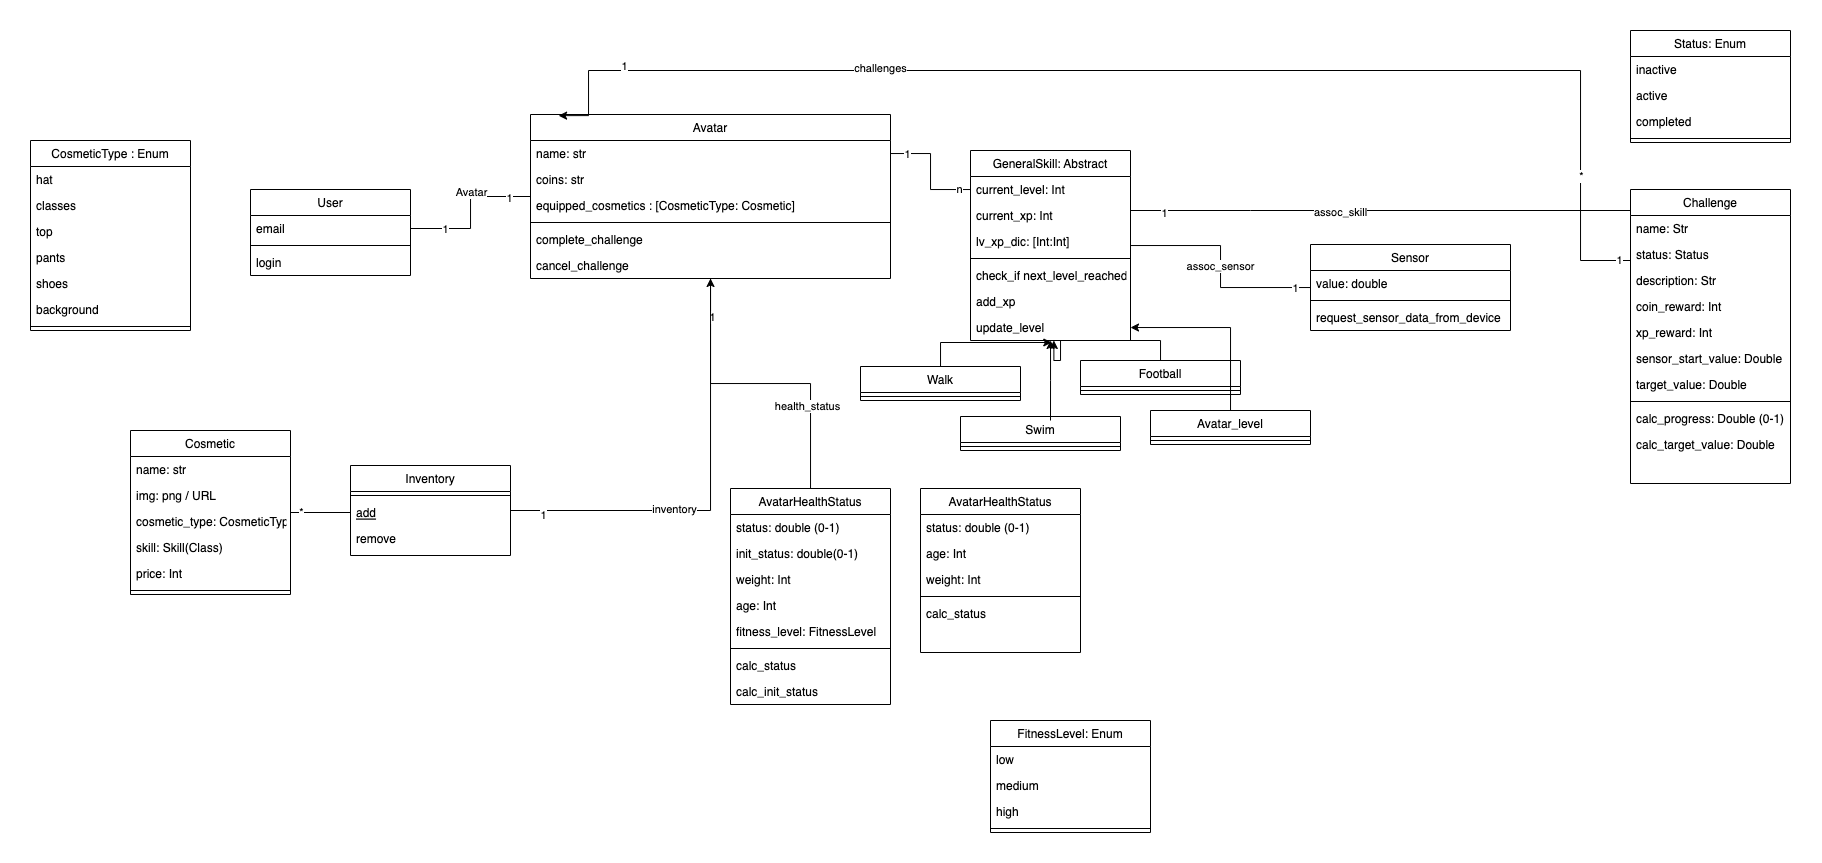 challenges
1
*
1
Status: Enum
inactive
active
completed
CosmeticType : Enum
hat
classes
top
pants
shoes
background
User
email
login
Avatar
1
1
Avatar
name: str
coins: str
equipped_cosmetics : [CosmeticType: Cosmetic]
complete_challenge
cancel_challenge
1
n
GeneralSkill: Abstract
current_level: Int
current_xp: Int
lv_xp_dic: [Int:Int]
check_if next_level_reached
add_xp
update_level
1
assoc_skill
assoc_sensor
1
Sensor
value: double
request_sensor_data_from_device
Challenge
name: Str
status: Status
description: Str
coin_reward: Int
xp_reward: Int
sensor_start_value: Double
target_value: Double
calc_progress: Double (0-1)
calc_target_value: Double
Walk
Football
Swim
Avatar_level
1
health_status
Cosmetic
name: str
img: png / URL
cosmetic_type: CosmeticTyp
skill: Skill(Class)
price: Int
*
Inventory
add
remove
1
inventory
AvatarHealthStatus
status: double (0-1)
init_status: double(0-1)
weight: Int
age: Int
fitness_level: FitnessLevel
calc_status
calc_init_status
AvatarHealthStatus
status: double (0-1)
age: Int
weight: Int
calc_status
FitnessLevel: Enum
low
medium
high